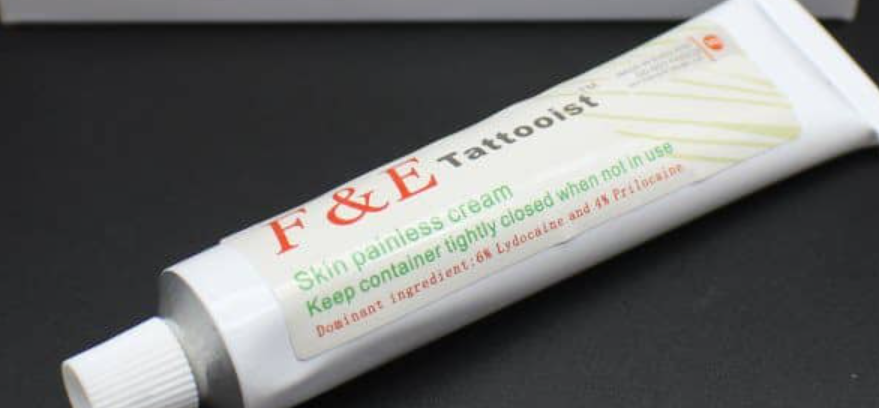 F & E Tattooist™
Skin painless cream
Keep container tightly closed when not in use
Dominant ingredient:6% Lydocaine and 4% Prilocaine